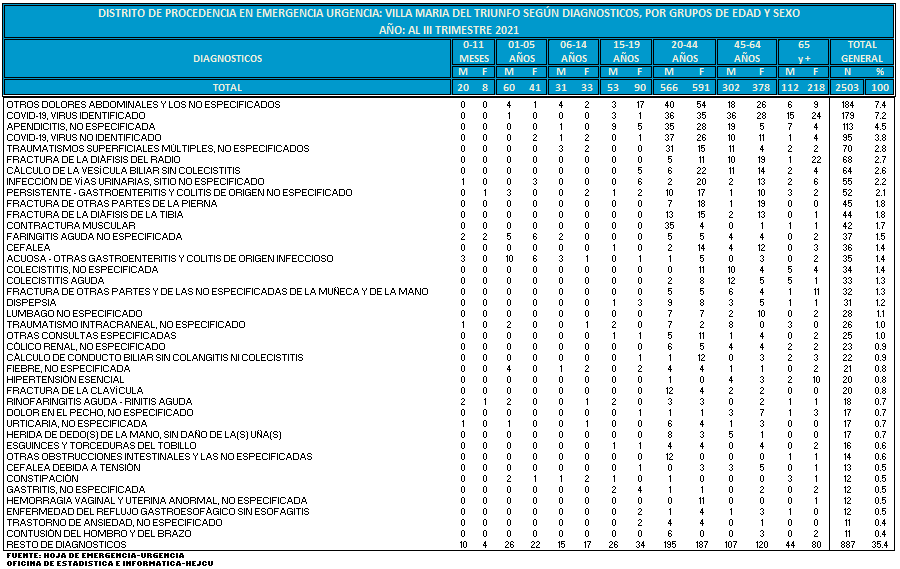 DISTRITO DE PROCEDENCIA EN EMERGENCIA URGENCIA: VILLA MARIA DEL TRIUNFO SEGÚN DIAGNOSTICOS, POR GRUPOS DE EDAD Y SEXO
AÑO: AL III TRIMESTRE 2021
DIAGNOSTICOS 0-11 MESES 01-05 AÑOS 06-14 AÑOS 15-19 AÑOS 20-44 AÑOS 45-64 AÑOS 65 y + TOTAL GENERAL
M F M F M F M F M F M F M F N %
TOTAL 20 8 60 41 31 33 53 90 566 591 302 378 112 218 2503 100
OTROS DOLORES ABDOMINALES Y LOS NO ESPECIFICADOS 0 0 4 1 4 2 3 17 40 54 18 26 6 9 184 7.4
COVID-19, VIRUS IDENTIFICADO 0 0 1 0 0 0 3 1 36 35 36 28 15 24 179 7.2
APENDICITIS, NO ESPECIFICADA 0 0 0 0 1 0 9 5 35 28 19 5 7 4 113 4.5
COVID-19, VIRUS NO IDENTIFICADO 0 0 0 2 1 2 0 1 37 26 10 11 1 4 95 3.8
TRAUMATISMOS SUPERFICIALES MÚLTIPLES, NO ESPECIFICADOS 0 0 0 0 3 2 0 0 31 15 11 4 2 2 70 2.8
FRACTURA DE LA DIÁFISIS DEL RADIO 0 0 0 0 0 0 0 0 5 11 10 19 1 22 68 2.7
CÁLCULO DE LA VESÍCULA BILIAR SIN COLECISTITIS 0 0 0 0 0 0 0 5 6 22 11 14 2 4 64 2.6
INFECCIÓN DE VÍAS URINARIAS, SITIO NO ESPECIFICADO 1 0 0 3 0 0 0 6 2 20 2 13 2 6 55 2.2
PERSISTENTE - GASTROENTERITIS Y COLITIS DE ORIGEN NO ESPECIFICADO 0 1 3 0 0 2 1 2 10 17 1 10 3 2 52 2.1
FRACTURA DE OTRAS PARTES DE LA PIERNA 0 0 0 0 0 0 0 0 7 18 1 19 0 0 45 1.8
FRACTURA DE LA DIÁFISIS DE LA TIBIA 0 0 0 0 0 0 0 0 13 15 2 13 0 1 44 1.8
CONTRACTURA MUSCULAR 0 0 0 0 0 0 0 0 35 4 0 1 1 1 42 1.7
FARINGITIS AGUDA NO ESPECIFICADA 2 2 5 6 2 0 0 0 5 5 4 4 0 2 37 1.5
CEFALEA 0 0 0 0 0 0 1 0 2 14 4 12 0 3 36 1.4
ACUOSA - OTRAS GASTROENTERITIS Y COLITIS DE ORIGEN INFECCIOSO 3 0 10 6 3 1 0 1 1 5 0 3 0 2 35 1.4
COLECISTITIS, NO ESPECIFICADA 0 0 0 0 0 0 0 0 0 11 10 4 5 4 34 1.4
COLECISTITIS AGUDA 0 0 0 0 0 0 0 0 2 8 12 5 5 1 33 1.3
FRACTURA DE OTRAS PARTES Y DE LAS NO ESPECIFICADAS DE LA MUÑECA Y DE LA MANO 0 0 0 0 0 0 0 0 5 5 6 4 1 11 32 1.3
DISPEPSIA 0 0 0 0 0 0 1 3 9 8 3 5 1 1 31 1.2
LUMBAGO NO ESPECIFICADO 0 0 0 0 0 0 0 0 7 7 2 10 0 2 28 1.1
TRAUMATISMO INTRACRANEAL, NO ESPECIFICADO 1 0 2 0 0 1 2 0 7 2 8 0 3 0 26 1.0
OTRAS CONSULTAS ESPECIFICADAS 0 0 0 0 0 0 1 1 5 11 1 4 0 2 25 1.0
CÓLICO RENAL, NO ESPECIFICADO 0 0 0 0 0 0 0 0 6 5 4 4 2 2 23 0.9
CÁLCULO DE CONDUCTO BILIAR SIN COLANGITIS NI COLECISTITIS 0 0 0 0 0 0 0 1 1 12 0 3 2 3 22 0.9
FIEBRE, NO ESPECIFICADA 0 0 4 0 1 2 0 2 4 4 1 1 0 2 21 0.8
HIPERTENSIÓN ESENCIAL 0 0 0 0 0 0 0 0 1 0 4 3 2 10 20 0.8
FRACTURA DE LA CLAVÍCULA 0 0 0 0 0 0 0 0 12 4 2 2 0 0 20 0.8
RINOFARINGITIS AGUDA - RINITIS AGUDA 2 1 2 0 0 1 2 0 3 3 0 2 1 1 18 0.7
DOLOR EN EL PECHO, NO ESPECIFICADO 0 0 0 0 0 0 0 1 1 1 3 7 1 3 17 0.7
URTICARIA, NO ESPECIFICADA 1 0 1 0 0 1 0 0 6 4 1 3 0 0 17 0.7
HERIDA DE DEDO(S) DE LA MANO, SIN DAÑO DE LA(S) UÑA(S) 0 0 0 0 0 0 0 0 8 3 5 1 0 0 17 0.7
ESGUINCES Y TORCEDURAS DEL TOBILLO 0 0 0 0 0 0 1 1 4 4 0 4 0 2 16 0.6
OTRAS OBSTRUCCIONES INTESTINALES Y LAS NO ESPECIFICADAS 0 0 0 0 0 0 0 0 12 0 0 0 1 1 14 0.6
CEFALEA DEBIDA A TENSIÓN 0 0 0 0 0 0 0 1 0 3 3 5 0 1 13 0.5
CONSTIPACIÓN 0 0 2 1 1 2 1 0 0 1 0 0 3 1 12 0.5
GASTRITIS, NO ESPECIFICADA 0 0 0 0 0 0 2 4 1 1 0 2 0 2 12 0.5
HEMORRAGIA VAGINAL Y UTERINA ANORMAL, NO ESPECIFICADA 0 0 0 0 0 0 0 0 0 11 0 0 0 1 12 0.5
ENFERMEDAD DEL REFLUJO GASTROESOFÁGICO SIN ESOFAGITIS 0 0 0 0 0 0 0 2 1 4 1 3 0 1 12 0.5
TRASTORNO DE ANSIEDAD, NO ESPECIFICADO 0 0 0 0 0 0 0 2 4 4 0 1 0 0 11 0.4
CONTUSIÓN DEL HOMBRO Y DEL BRAZO 0 0 0 0 0 0 0 0 6 0 0 3 0 2 11 0.4
RESTO DE DIAGNOSTICOS 10 4 26 22 15 17 26 34 195 187 107 120 44 80 887 35.4
FUENTE: HOJA DE EMERGENCIA-URGENCIA
OFICINA DE ESTADISTICA E INFORMATICA-HEJCU